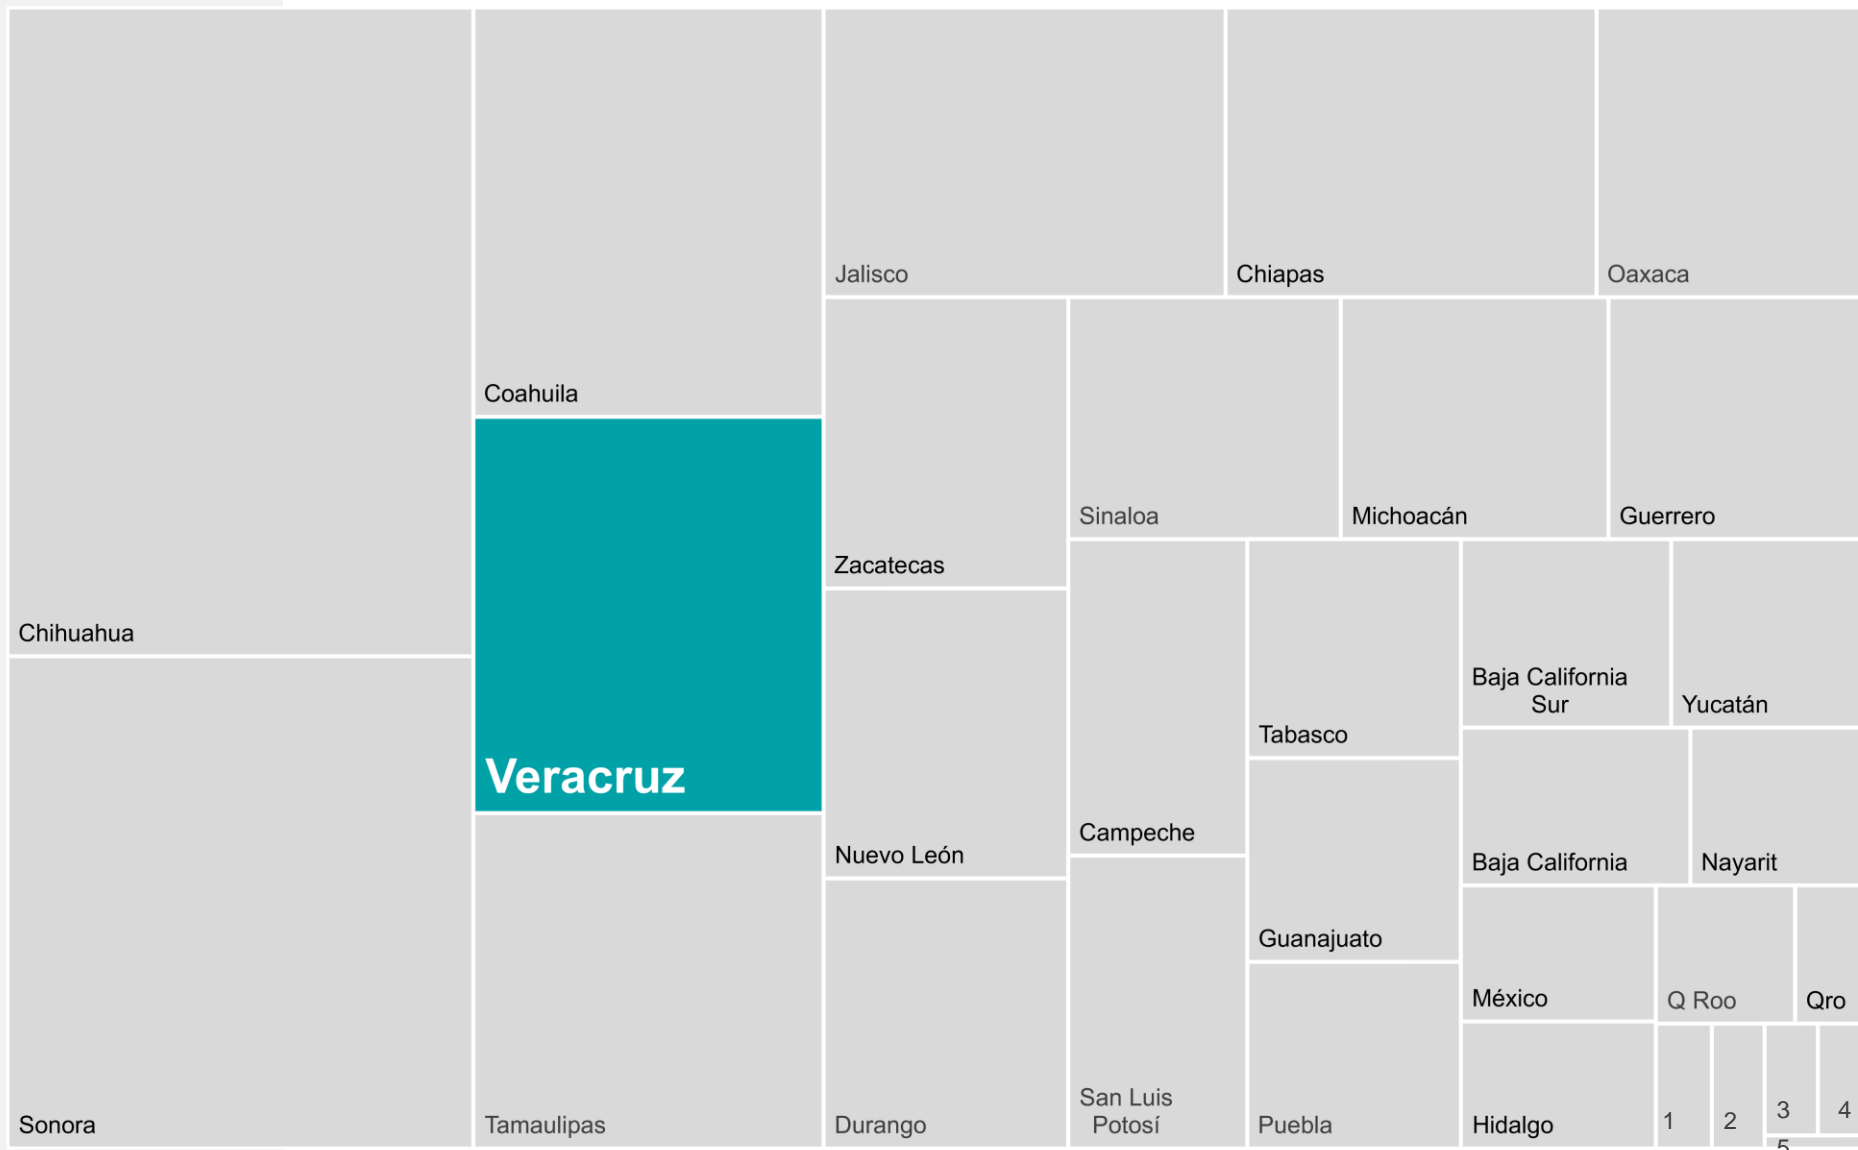 Jalisco
Chiapas
Oaxaca
Coahuila
Sinaloa
Michoacán
Guerrero
Zacatecas
Chihuahua
Baja California
Sur
Yucatán
Tabasco
Veracruz
Campeche
Nuevo León
Baja California
Nayarit
Guanajuato
México
Q Roo
Qro
San Luis
Potosí
Sonora
Tamaulipas
Durango
Puebla
Hidalgo
1
2
3
4
5